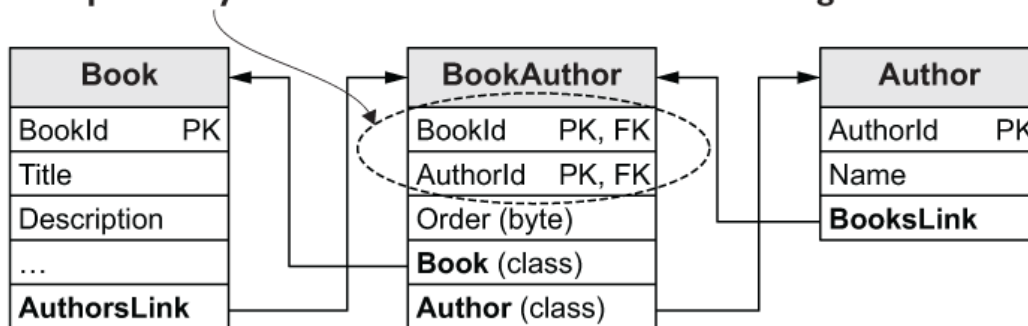 Book
BookId PK
Title
Description
...
AuthorsLink
BookAuthor
BookId PK, FK
AuthorId PK, FK
Order (byte)
Book (class)
Author (class)
Author
AuthorId PK
Name
BooksLink